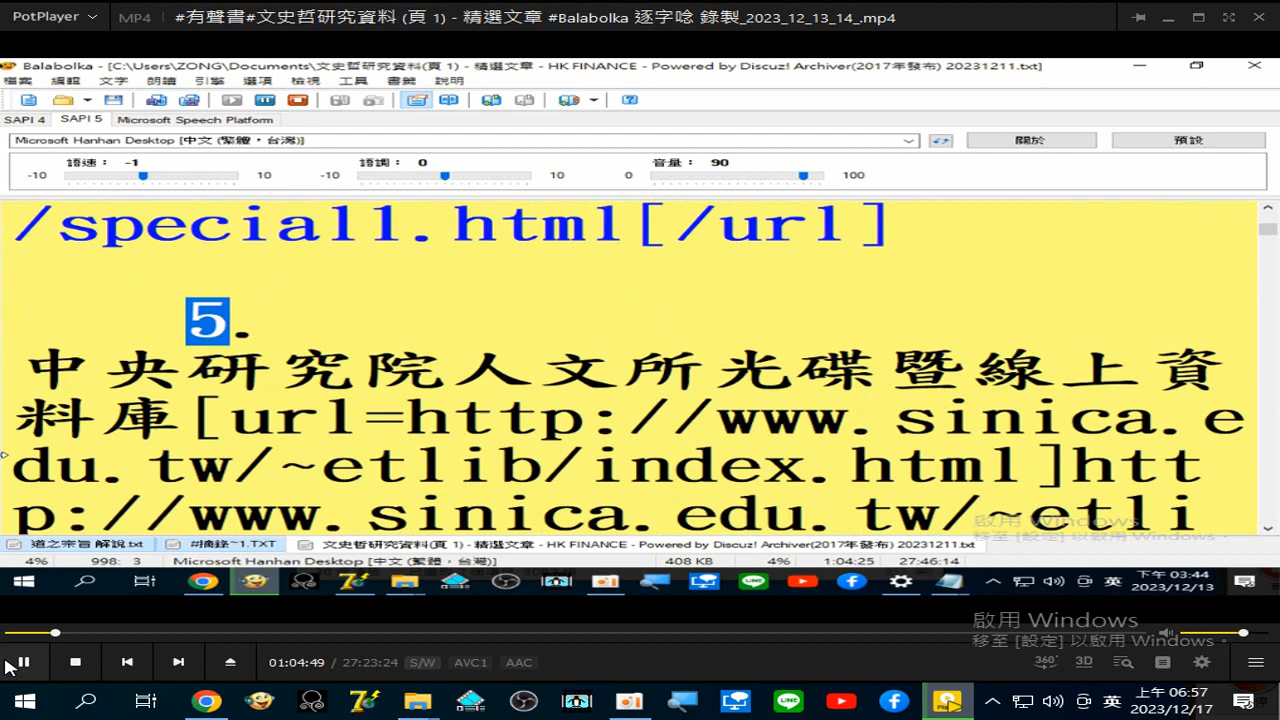 PotPlayer MP4 #有聲書#文史哲研究資料 (頁 1) - 精選文章 #Balabolka 逐字唸 錄製_2023_12_13_14_.mp4
Balabolka - [C:\Users\ZONG\Documents\文史哲研究資料(頁 1) - 精選文章 - HK FINANCE - Powered by Discuz! Archiver(2017年發布) 20231211.txt]
檔案 編輯 文字 朗讀 引擎 選項 檢視 工具 書籤 說明
SAPI 4 SAPI 5 Microsoft Speech Platform
Microsoft Hanhan Desktop [中文 (繁體，台灣)] 關於 預設
語速： -1 語調： 0 音量： 90
-10 10 -10 10 0 100
/special1.html[/url]
5.
中央研究院人文所光碟暨線上資
料庫[url=http://www.sinica.e
du.tw/~etlib/index.html]htt
p://www.sinica.edu.tw/~etli
啟用 Windows
移至 [設定] 以啟用 Windows。
道之宗旨 解說.txt #摘錄~1.TXT 文史哲研究資料(頁 1) - 精選文章 - HK FINANCE - Powered by Discuz! Archiver(2017年發布) 20231211.txt
4% 998: 3 Microsoft Hanhan Desktop [中文 (繁體，台灣)] 408 KB 4% 1:04:25 27:46:14
英 下午 03:44
2023/12/13
啟用 Windows
移至 [設定] 以啟用 Windows。
01:04:49 / 27:23:24 S/W AVC1 AAC 360° 3D
英 上午 06:57
2023/12/17